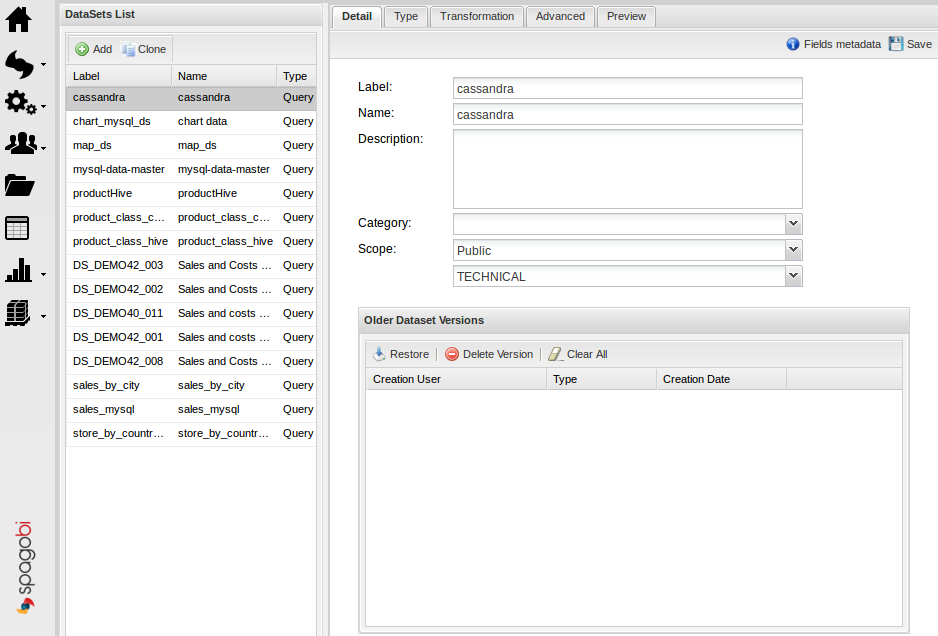 DataSets List
Add Clone
Label Name Type
cassandra cassandra Query
chart_mysql_ds chart data Query
map_ds map_ds Query
mysql-data-master mysql-data-master Query
productHive productHive Query
product_class_c... product_class_c... Query
product_class_hive product_class_hive Query
DS_DEMO42_003 Sales and Costs ... Query
DS_DEMO42_002 Sales and Costs ... Query
DS_DEMO40_011 Sales and costs ... Query
DS_DEMO42_001 Sales and costs ... Query
DS_DEMO42_008 Sales and Costs ... Query
sales_by_city sales_by_city Query
sales_mysql sales_mysql Query
store_by_countr... store_by_countr... Query
Detail Type Transformation Advanced Preview
Fields metadata Save
Label: cassandra
Name: cassandra
Description:
Category:
Scope: Public
TECHNICAL
Older Dataset Versions
Restore Delete Version Clear All
Creation User Type Creation Date
spagobi